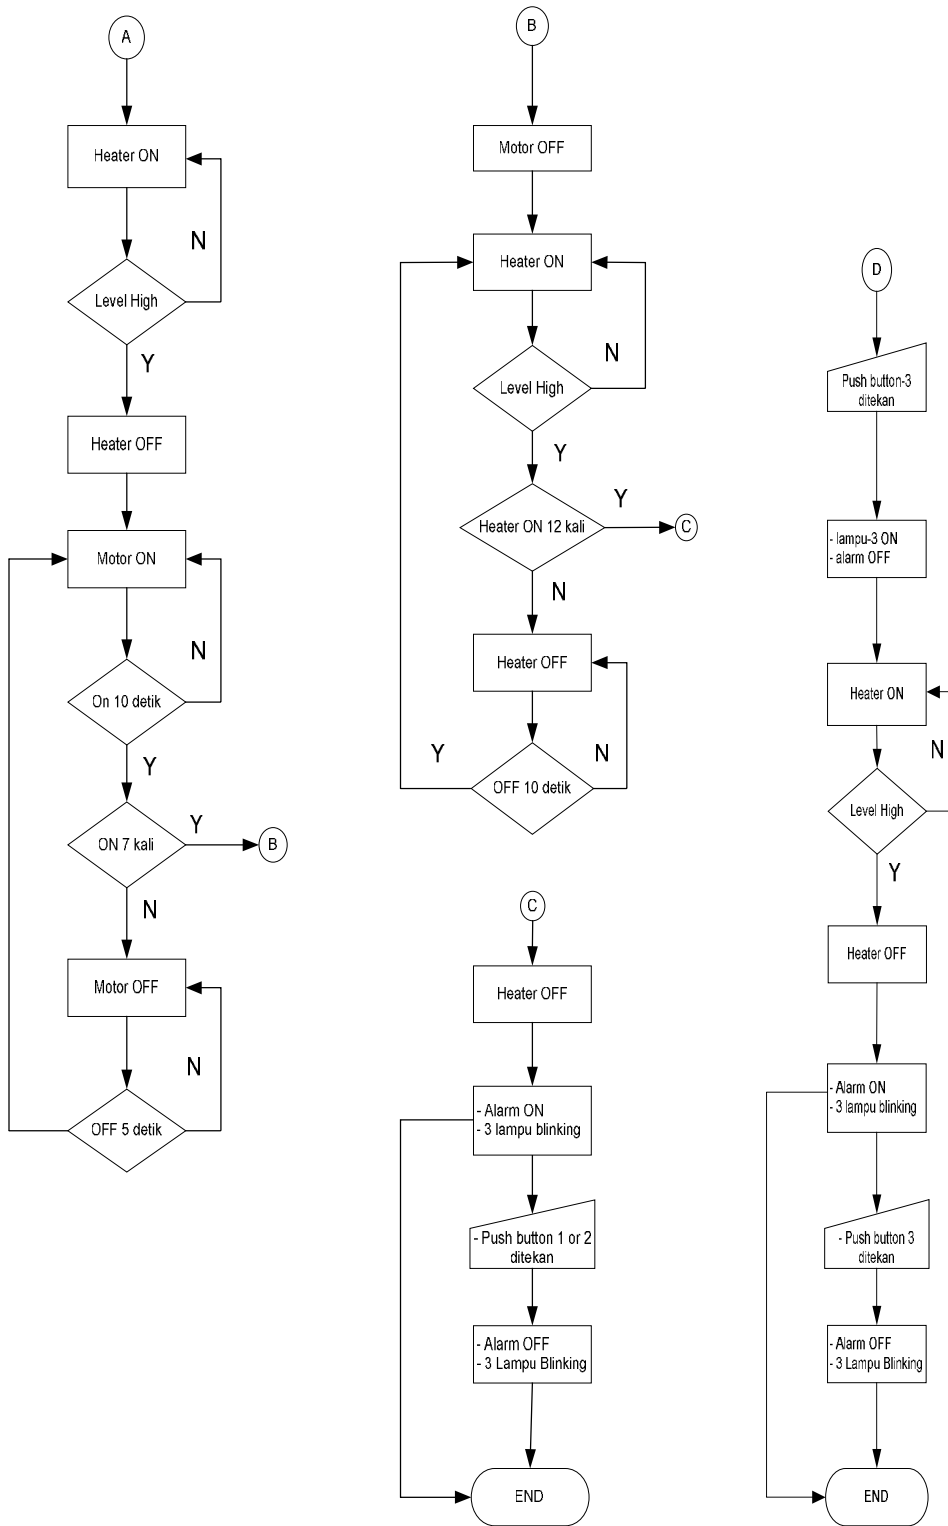 A
Heater ON
N
Level High
Y
Heater OFF
Motor ON
N
On 10 detik
Y
ON 7 kali
Y
B
N
Motor OFF
N
OFF 5 detik
B
Motor OFF
Heater ON
N
Level High
Y
Heater ON 12 kali
Y
C
N
Heater OFF
Y
N
OFF 10 detik
C
Heater OFF
- Alarm ON
- 3 lampu blinking
- Push button 1 or 2
ditekan
- Alarm OFF
- 3 Lampu Blinking
END
D
Push button-3
ditekan
- lampu-3 ON
- alarm OFF
Heater ON
N
Level High
Y
Heater OFF
- Alarm ON
- 3 lampu blinking
- Push button 3
ditekan
- Alarm OFF
- 3 Lampu Blinking
END